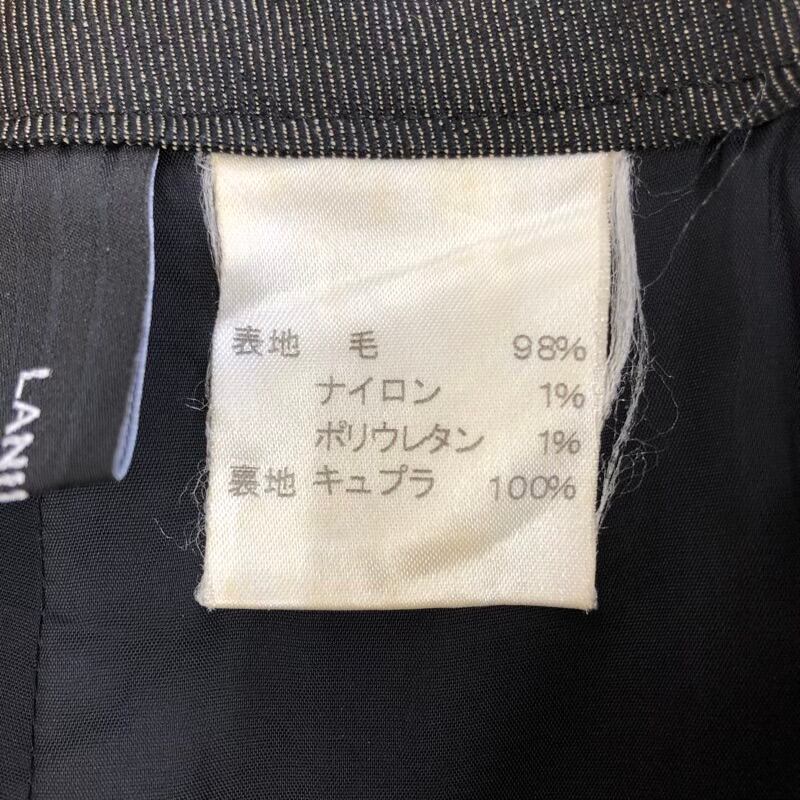 表地 毛 98%
ナイロン 1%
ポリウレタン 1%
裏地 キュプラ 100%